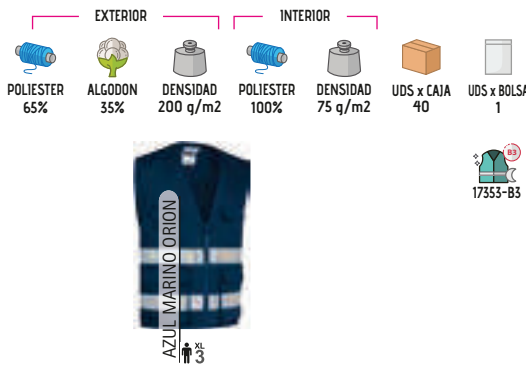 EXTERIOR
INTERIOR
POLIESTER
65%
ALGODON
35%
DENSIDAD
200 g/m2
POLIESTER
100%
DENSIDAD
75 g/m2
UDS x CAJA
40
UDS x BOLSA
1
B3
17353-B3
AZUL MARINO ORION
XL
3